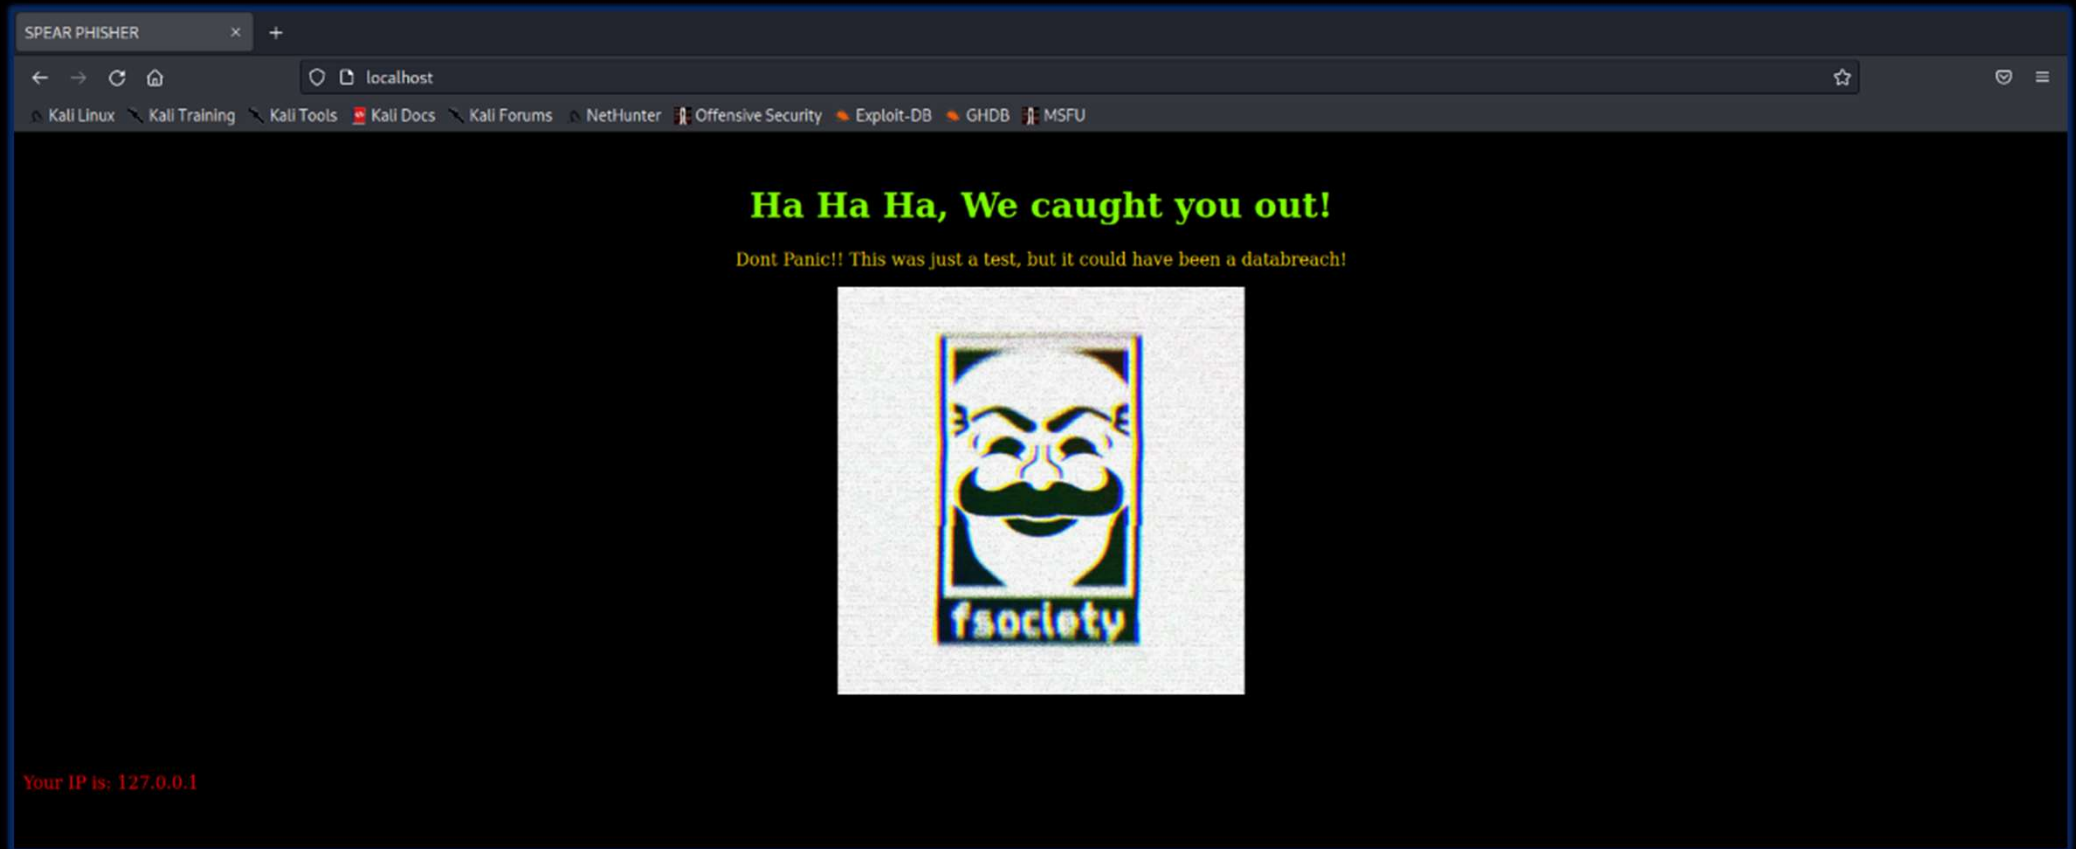 SPEAR PHISHER
localhost
Kali Linux Kali Training Kali Tools Kali Docs Kali Forums NetHunter Offensive Security Exploit-DB GHDB MSFU
Ha Ha Ha, We caught you out!
Dont Panic!! This was just a test, but it could have been a databreach!
fsociety
Your IP is: 127.0.0.1